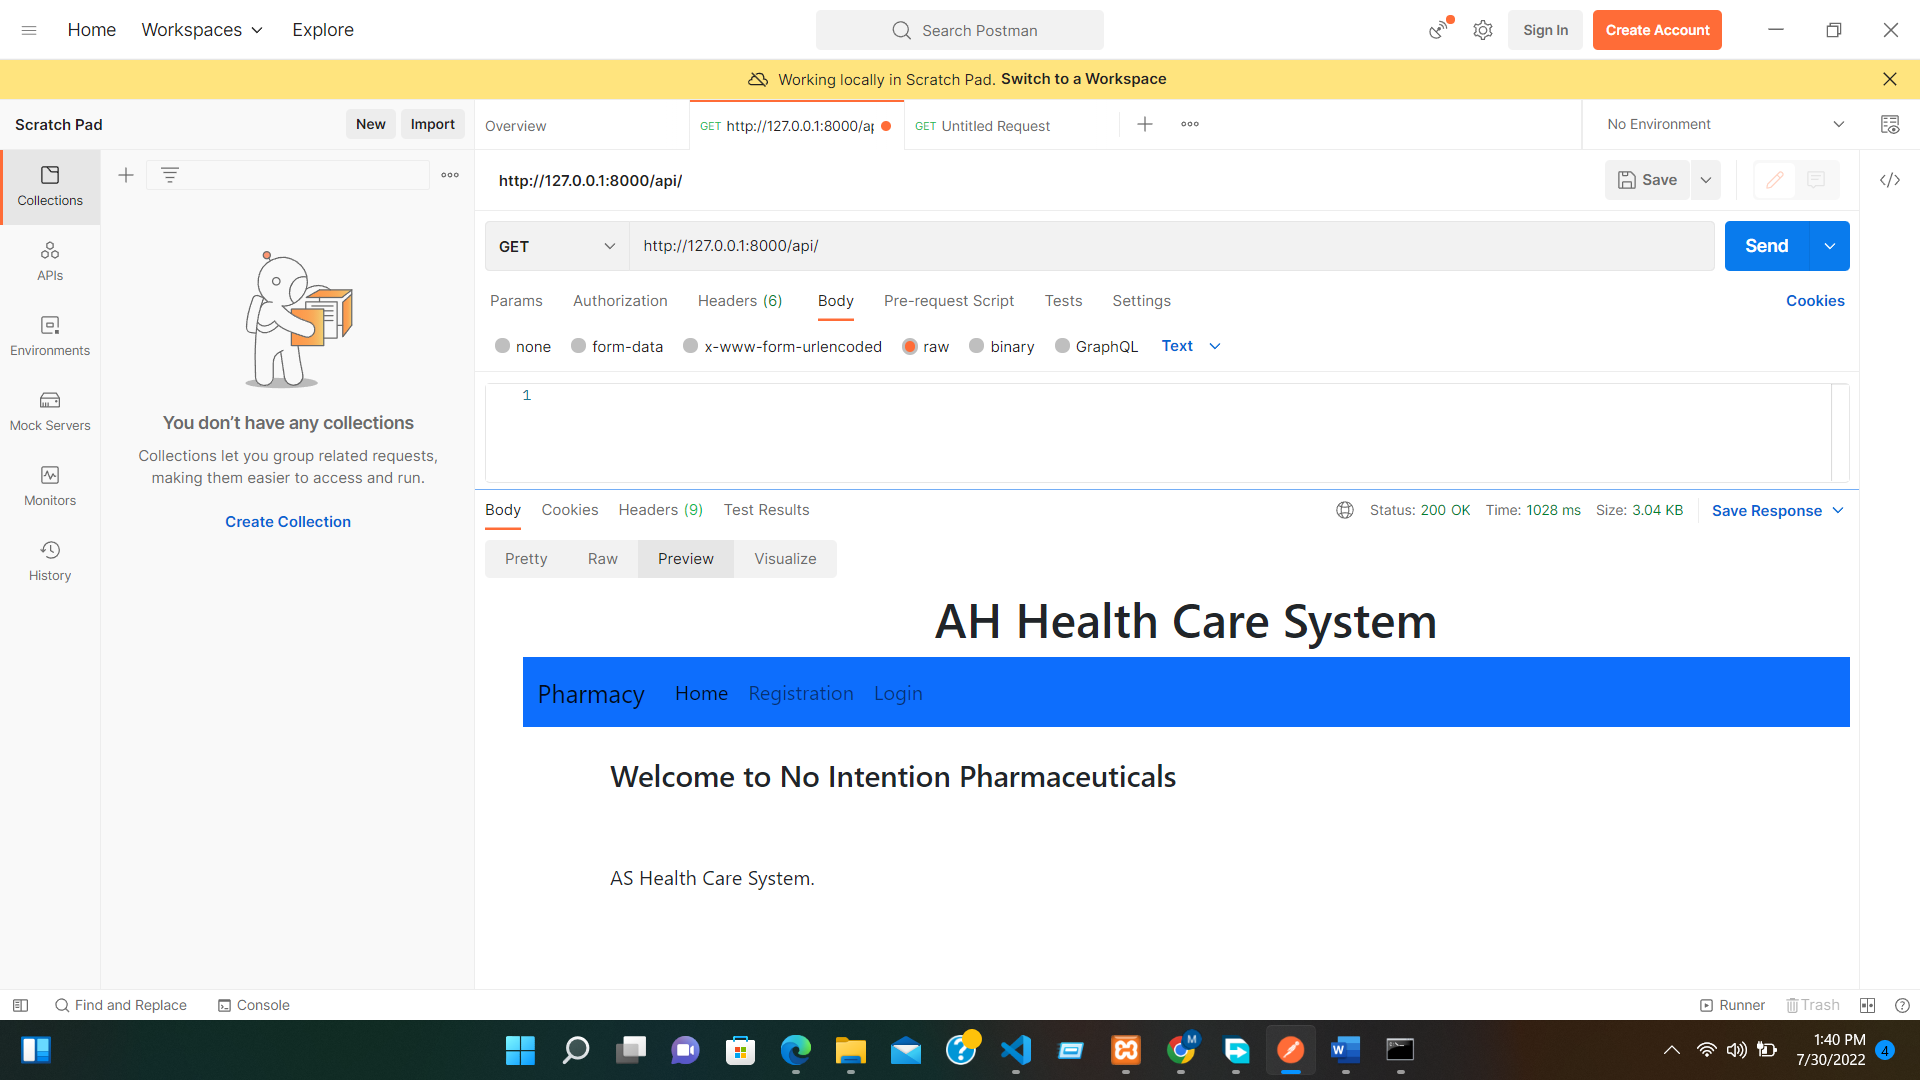 Home Workspaces Explore Search Postman Sign In Create Account
Working locally in Scratch Pad. Switch to a Workspace
Scratch Pad New Import Overview GET http://127.0.0.1:8000/ap GET Untitled Request No Environment
Collections
APIs
Environments
Mock Servers
Monitors
History
You don’t have any collections
Collections let you group related requests,
making them easier to access and run.
Create Collection
http://127.0.0.1:8000/api/ Save
GET http://127.0.0.1:8000/api/ Send
Params Authorization Headers (6) Body Pre-request Script Tests Settings Cookies
none form-data x-www-form-urlencoded raw binary GraphQL Text
1
Body Cookies Headers (9) Test Results Status: 200 OK Time: 1028 ms Size: 3.04 KB Save Response
Pretty Raw Preview Visualize
AH Health Care System
Pharmacy Home Registration Login
Welcome to No Intention Pharmaceuticals
AS Health Care System.
Find and Replace Console Runner Trash
M
W
1:40 PM
7/30/2022 4